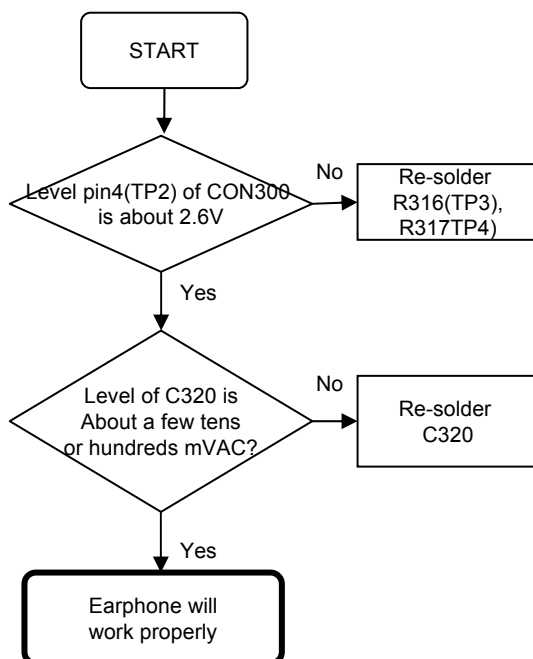 START
Level pin4(TP2) of CON300
is about 2.6V
No
Re-solder
R316(TP3),
R317TP4)
Yes
Level of C320 is
About a few tens
or hundreds mVAC?
No
Re-solder
C320
Yes
Earphone will
work properly